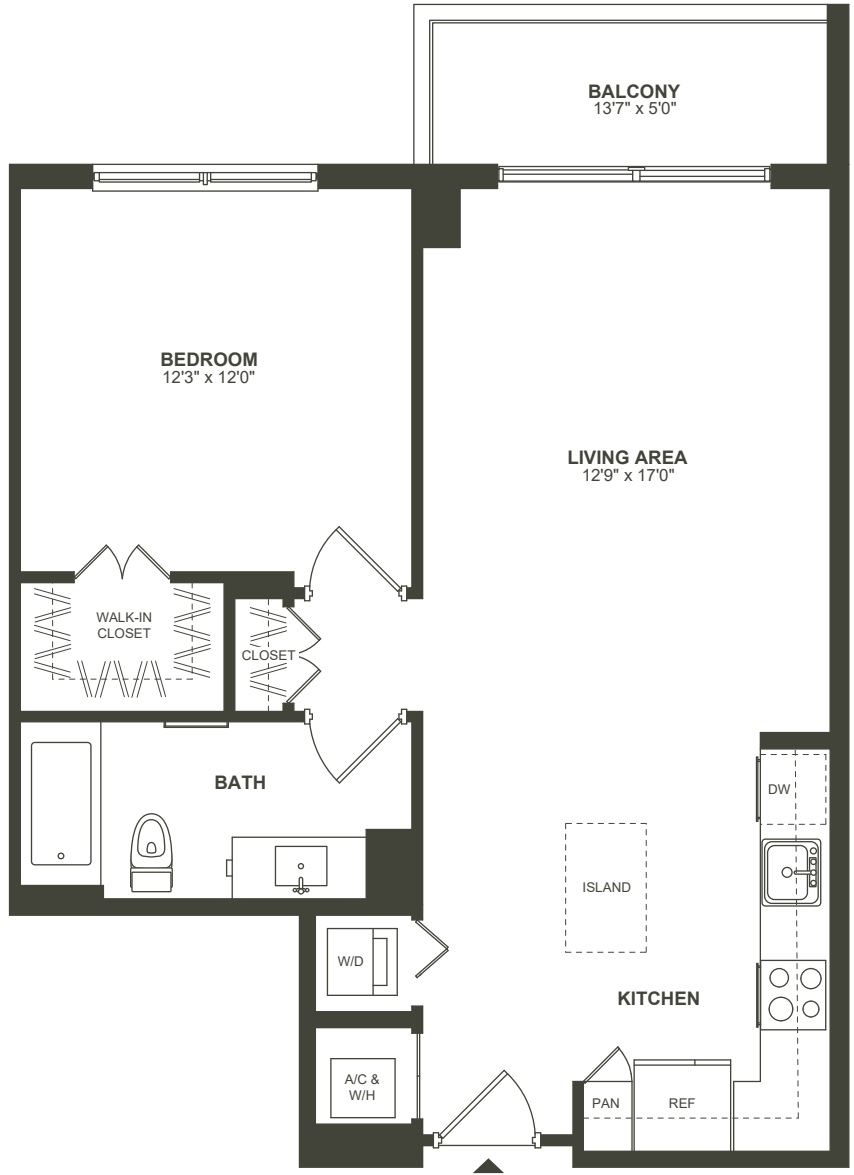 BALCONY
13'7" x 5'0"
BEDROOM
12'3" x 12'0"
LIVING AREA
12'9" x 17'0"
WALK-IN
CLOSET
CLOSET
BATH
DW
ISLAND
W/D
KITCHEN
A/C &
W/H
PAN
REF